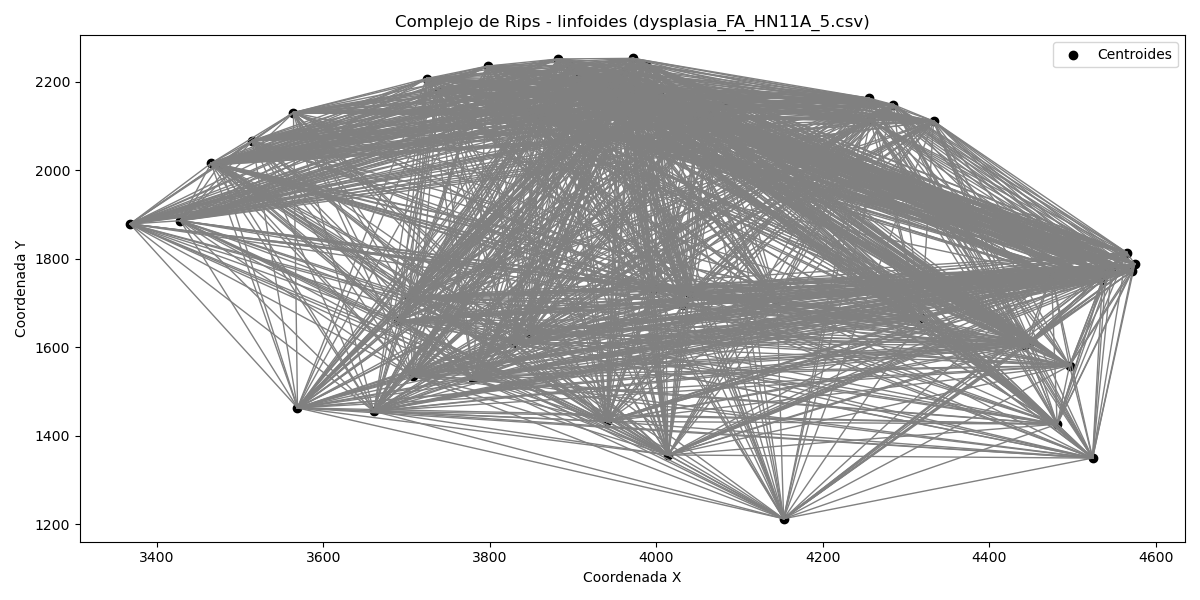 Complejo de Rips - linfoides (dysplasia_FA_HN11A_5.csv)
Centroides
2200
2000
1800
1600
1400
1200
Coordenada Y
3400 3600 3800 4000 4200 4400 4600
Coordenada X